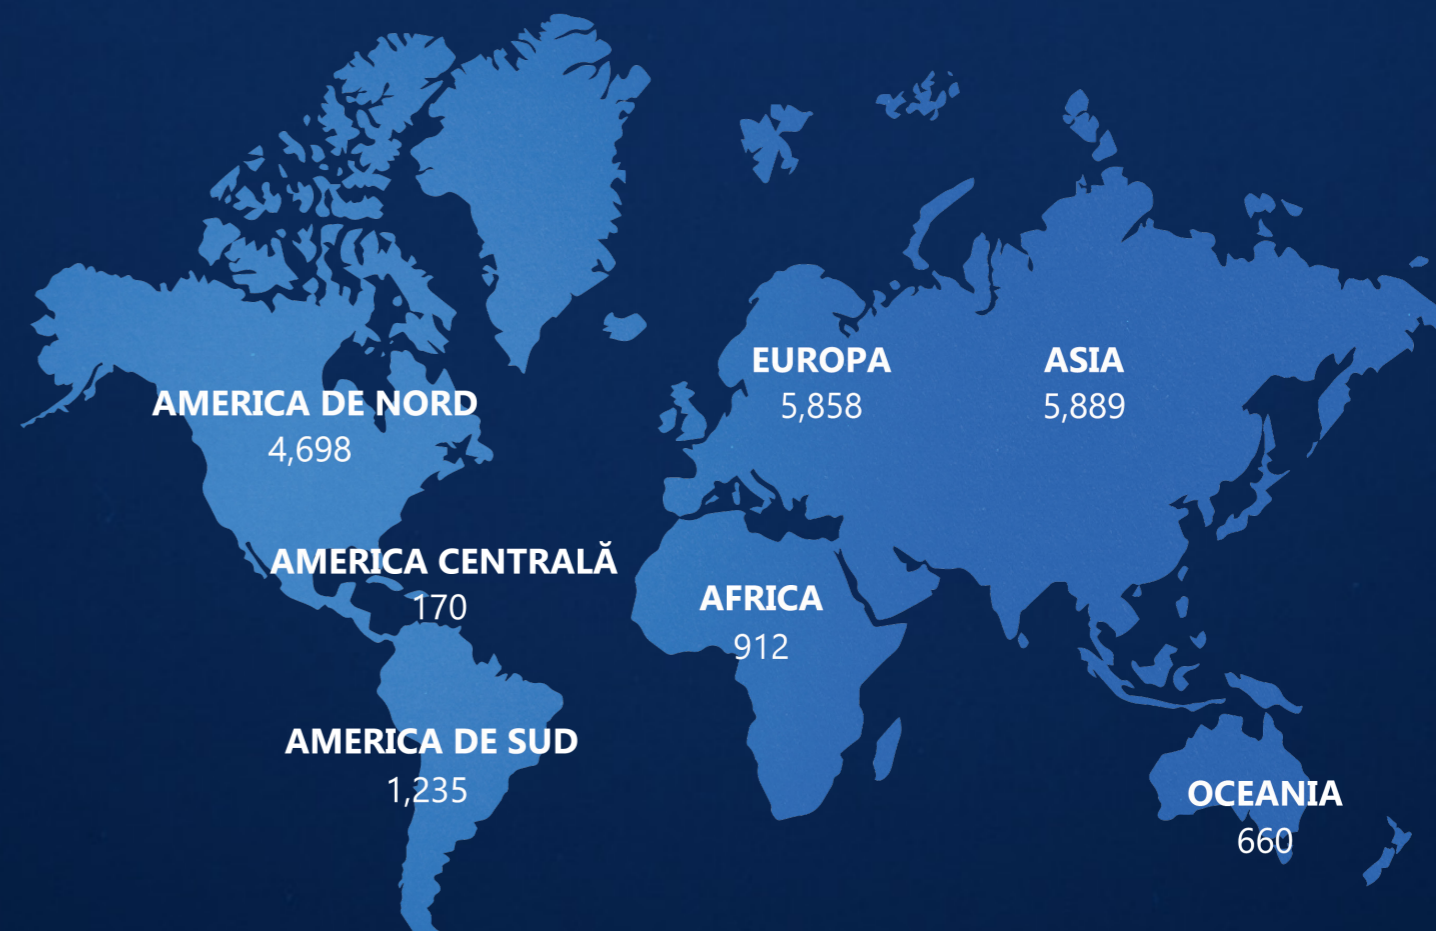 EUROPA
5,858
ASIA
5,889
AMERICA DE NORD
4,698
AMERICA CENTRALĂ
170
AFRICA
912
AMERICA DE SUD
1,235
OCEANIA
660